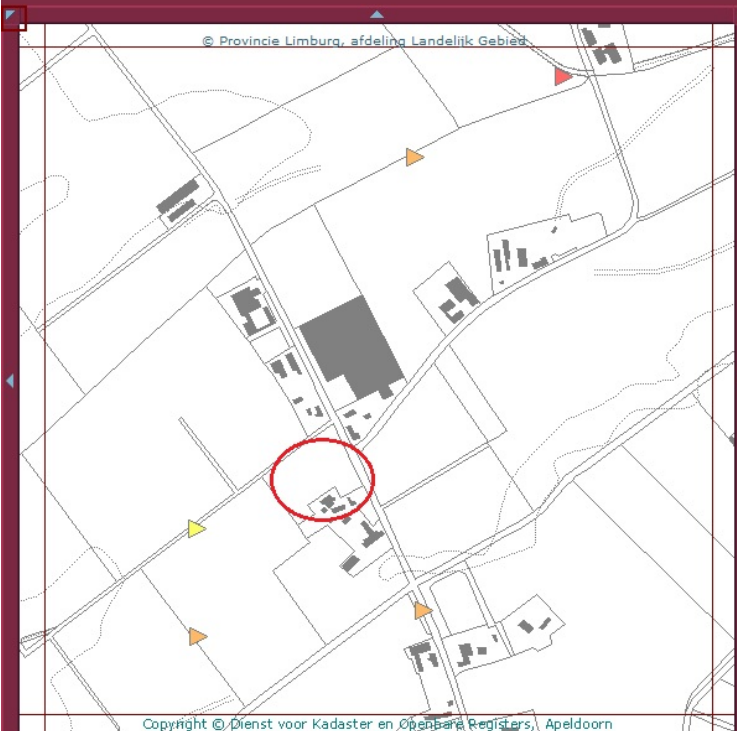 © Provincie Limburg, afdeling Landelijk Gebied
Copyright © Dienst voor Kadaster en Openbare Registers, Apeldoorn